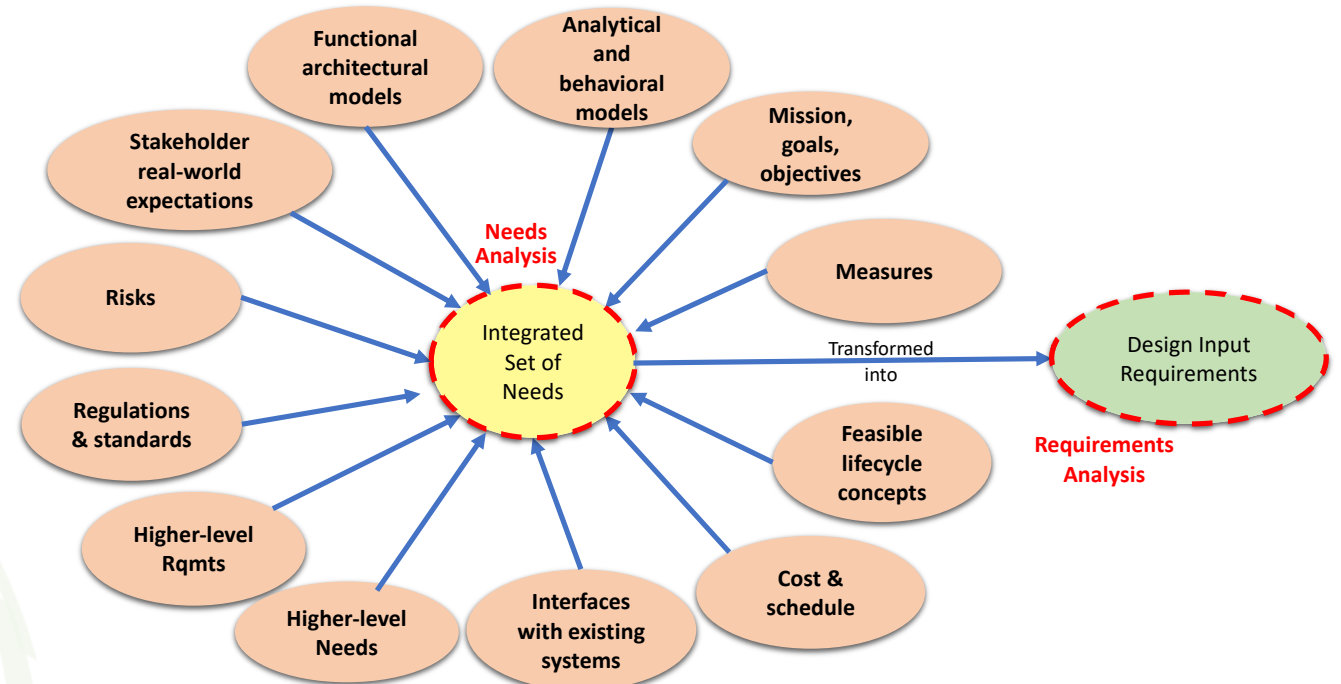 Functional
architectural
models
Analytical
and
behavioral
models
Mission,
goals,
objectives
Stakeholder
real-world
expectations
Needs
Analysis
Measures
Risks
Integrated
Set of
Needs
Transformed
into
Design Input
Requirements
Regulations
& standards
Feasible
lifecycle
concepts
Requirements
Analysis
Higher-level
Rqmts
Cost &
schedule
Higher-level
Needs
Interfaces
with existing
systems